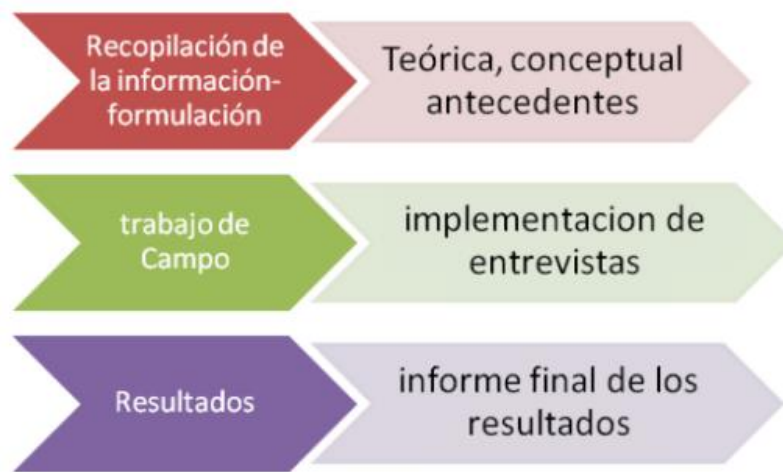 Recopilación de
la información-
formulación
Teórica, conceptual
antecedentes
trabajo de
Campo
implementacion de
entrevistas
Resultados
informe final de los
resultados